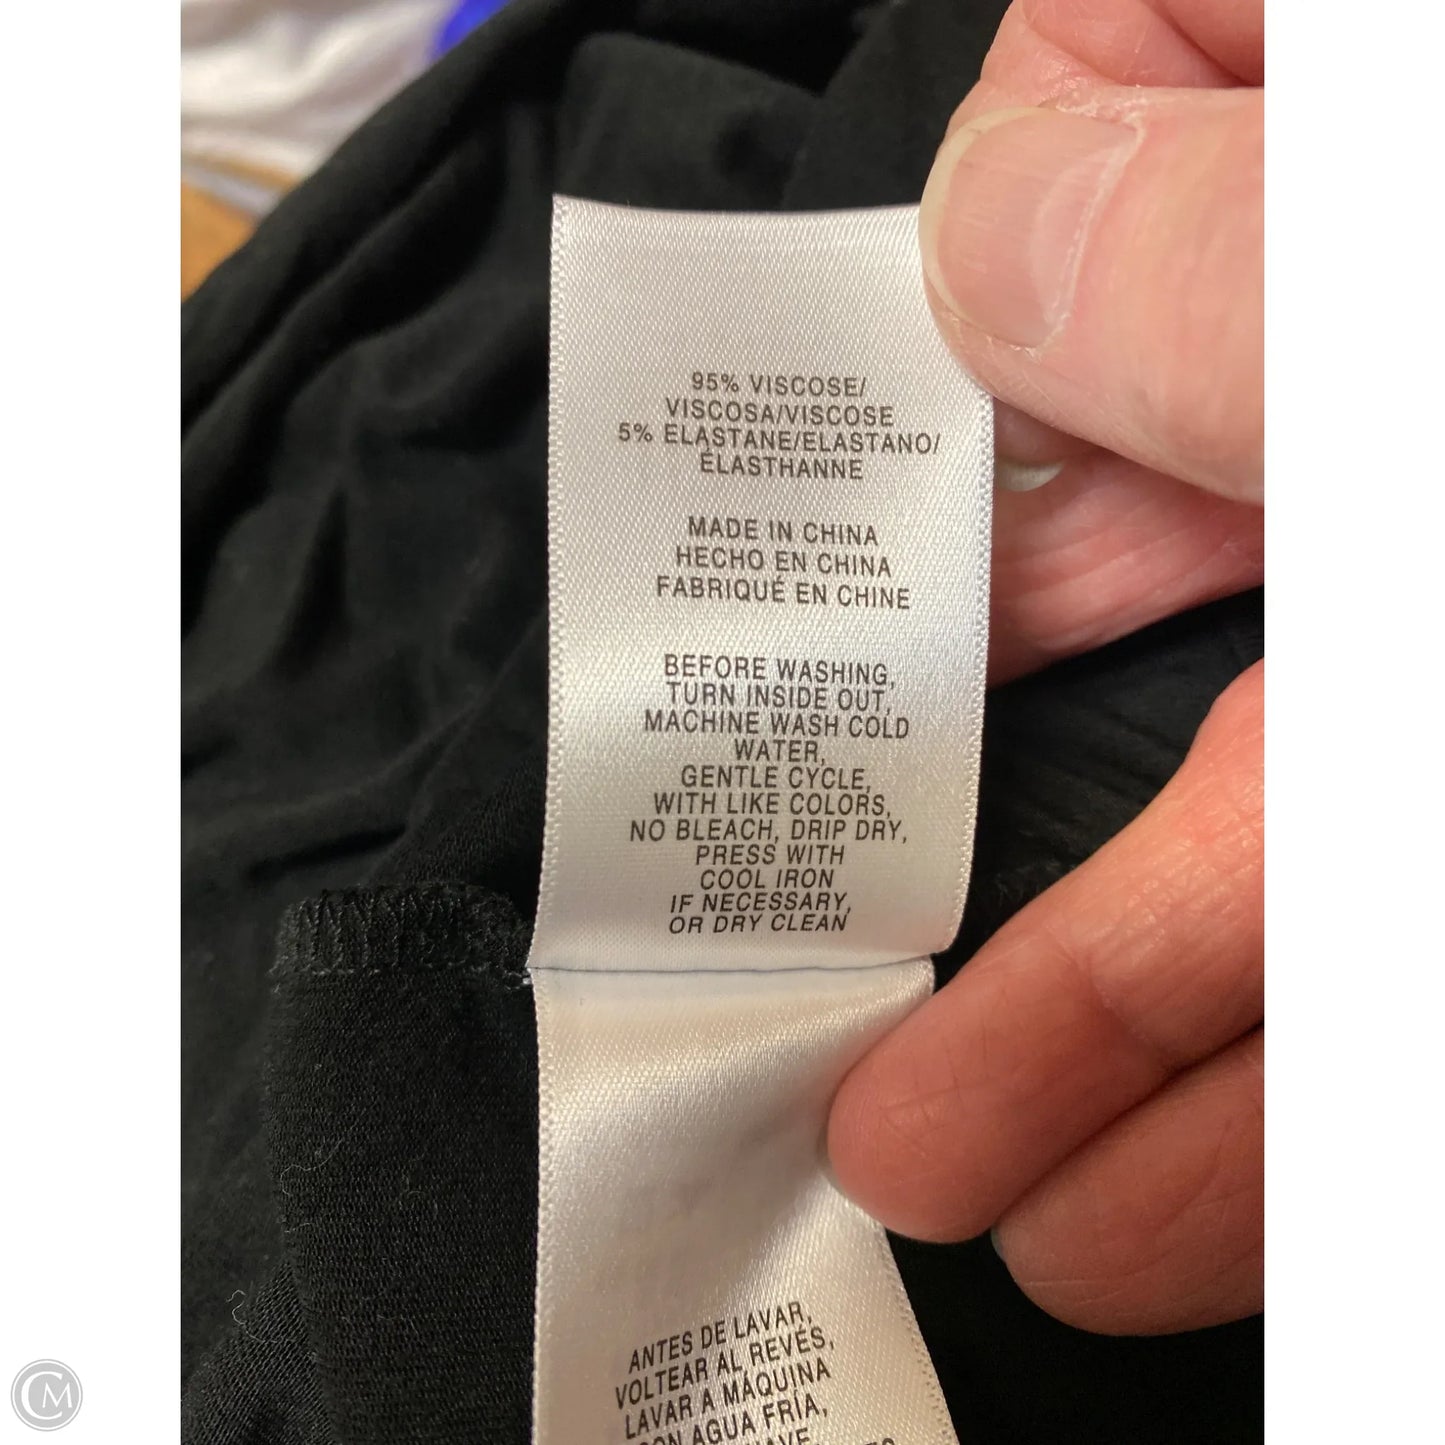 95% VISCOSE/
VISCOSA/VISCOSE
5% ELASTANE/ELASTANO/
ÉLASTHANNE
MADE IN CHINA
HECHO EN CHINA
FABRIQUÉ EN CHINE
BEFORE WASHING,
TURN INSIDE OUT,
MACHINE WASH COLD
WATER,
GENTLE CYCLE,
WITH LIKE COLORS,
NO BLEACH, DRIP DRY,
PRESS WITH
COOL IRON
IF NECESSARY,
OR DRY CLEAN
ANTES DE LAVAR,
VOLTEAR AL REVÉS,
LAVAR A MÁQUINA
CON AGUA FRÍA,
CM